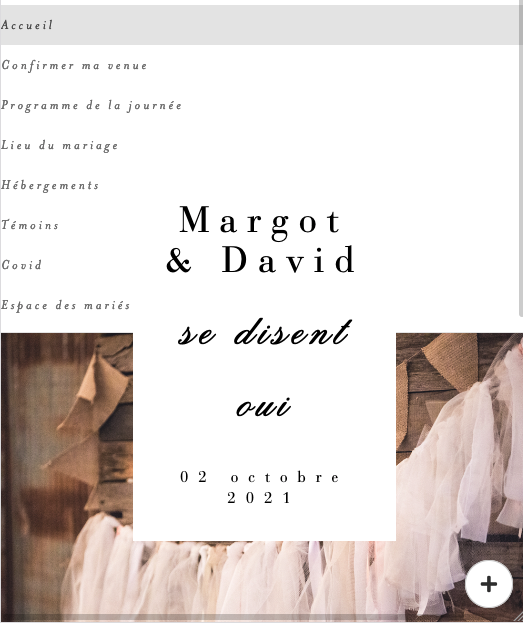 Accueil
Confirmer ma venue
Programme de la journée
Lieu du mariage
Hébergements
Témoins
Covid
Espace des mariés
Margot
& David
se disent
oui
02 octobre
2021